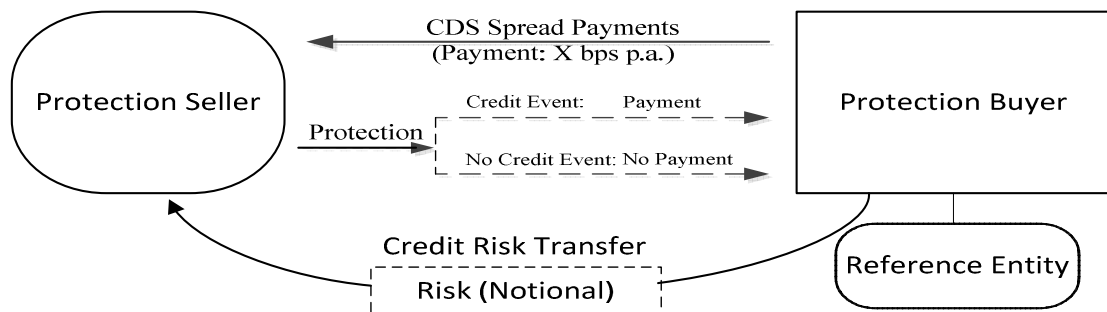 CDS Spread Payments
(Payment: X bps p.a.)
Protection Seller
Protection Buyer
Credit Event: Payment
Protection
No Credit Event: No Payment
Credit Risk Transfer
Risk (Notional)
Reference Entity